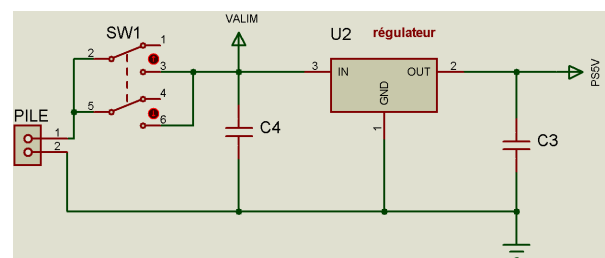 VALIM
SW1
U2
régulateur
1
2
3
3
IN
OUT
2
GND
PS5V
4
5
6
PILE
1
2
C4
1
C3